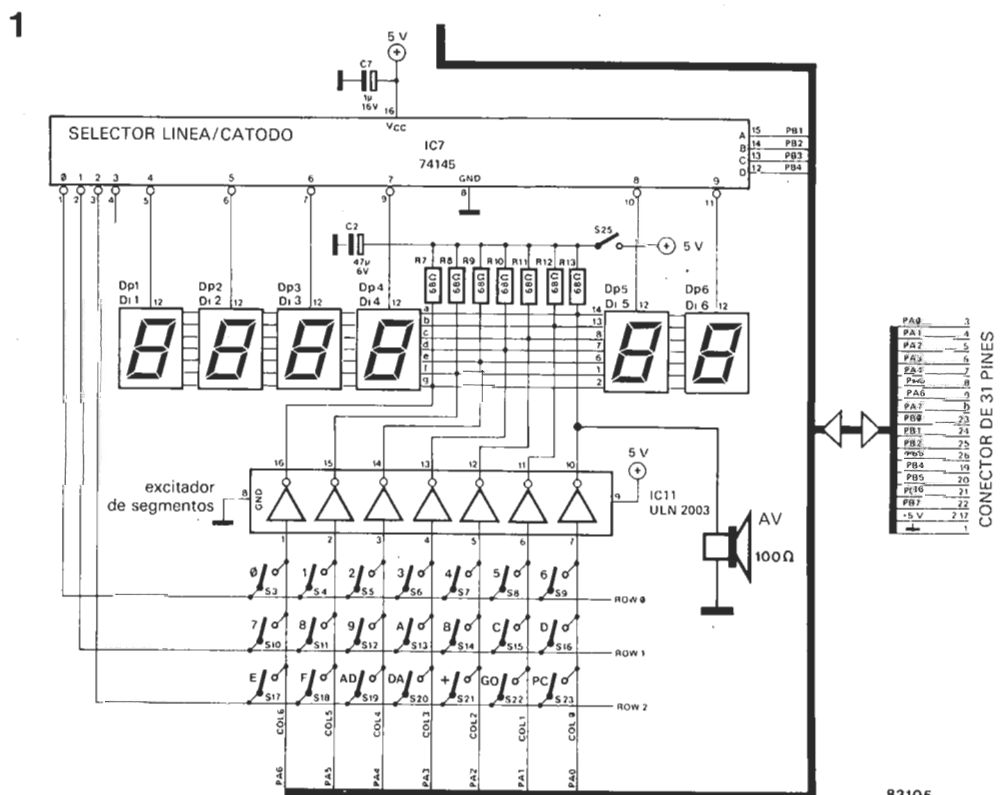 1
5 V
C7
1µ
16V
16
Vcc
SELECTOR LINEA/CATODO
IC7
74145
A 15 PB1
B 14 PB2
C 13 PB3
D 12 PB4
0 1 2 3 4 5 6 7 GND 8 9
1 2 3 4 5 6 7 9 8 10 11
C2
47µ
6V
S25
5 V
R7 R8 R9 R10 R11 R12 R13
68Ω 68Ω 68Ω 68Ω 68Ω 68Ω 68Ω
Dp1 Dp2 Dp3 Dp4 Dp5 Dp6
Di 1 Di 2 Di 3 Di 4 Di 5 Di 6
12 12 12 12 12 12
a 14
b 13
c 8
d 7
e 6
f 1
g 2
16 15 14 13 12 11 10
5 V
excitador
de segmentos
8 GND
9
IC11
ULN 2003
1 2 3 4 5 6 7
AV
100Ω
0 1 2 3 4 5 6
S3 S4 S5 S6 S7 S8 S9
ROW 0
7 8 9 A B C D
S10 S11 S12 S13 S14 S15 S16
ROW 1
E F AD DA + GO PC
S17 S18 S19 S20 S21 S22 S23
ROW 2
COL6 COL5 COL4 COL3 COL2 COL1 COL0
PA6 PA5 PA4 PA3 PA2 PA1 PA0
PA0 3
PA1 4
PA2 5
PA3 6
PA4 7
8
PA6 9
PA7
PB0 23
PB1 24
PB2 25
26
PB4 19
PB5 20
21
PB7 22
+5 V
1
CONECTOR DE 31 PINES